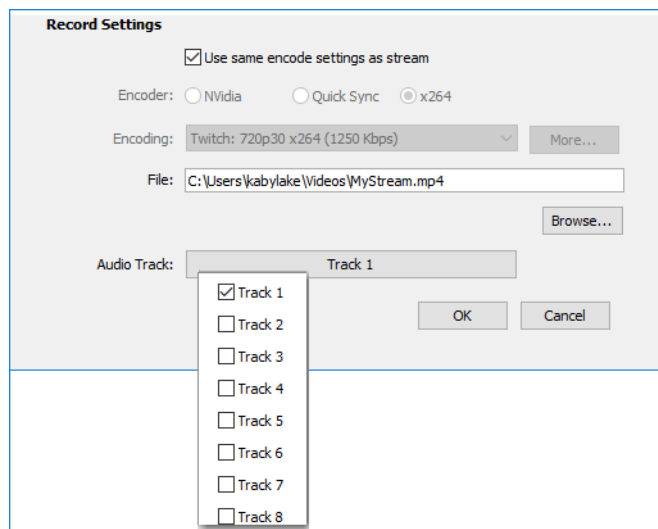 Record Settings
Use same encode settings as stream
Encoder: NVidia Quick Sync x264
Encoding: Twitch: 720p30 x264 (1250 Kbps) More...
File: C:\Users\kabylake\Videos\MyStream.mp4
Browse...
Audio Track: Track 1
Track 1
OK Cancel
Track 2
Track 3
Track 4
Track 5
Track 6
Track 7
Track 8